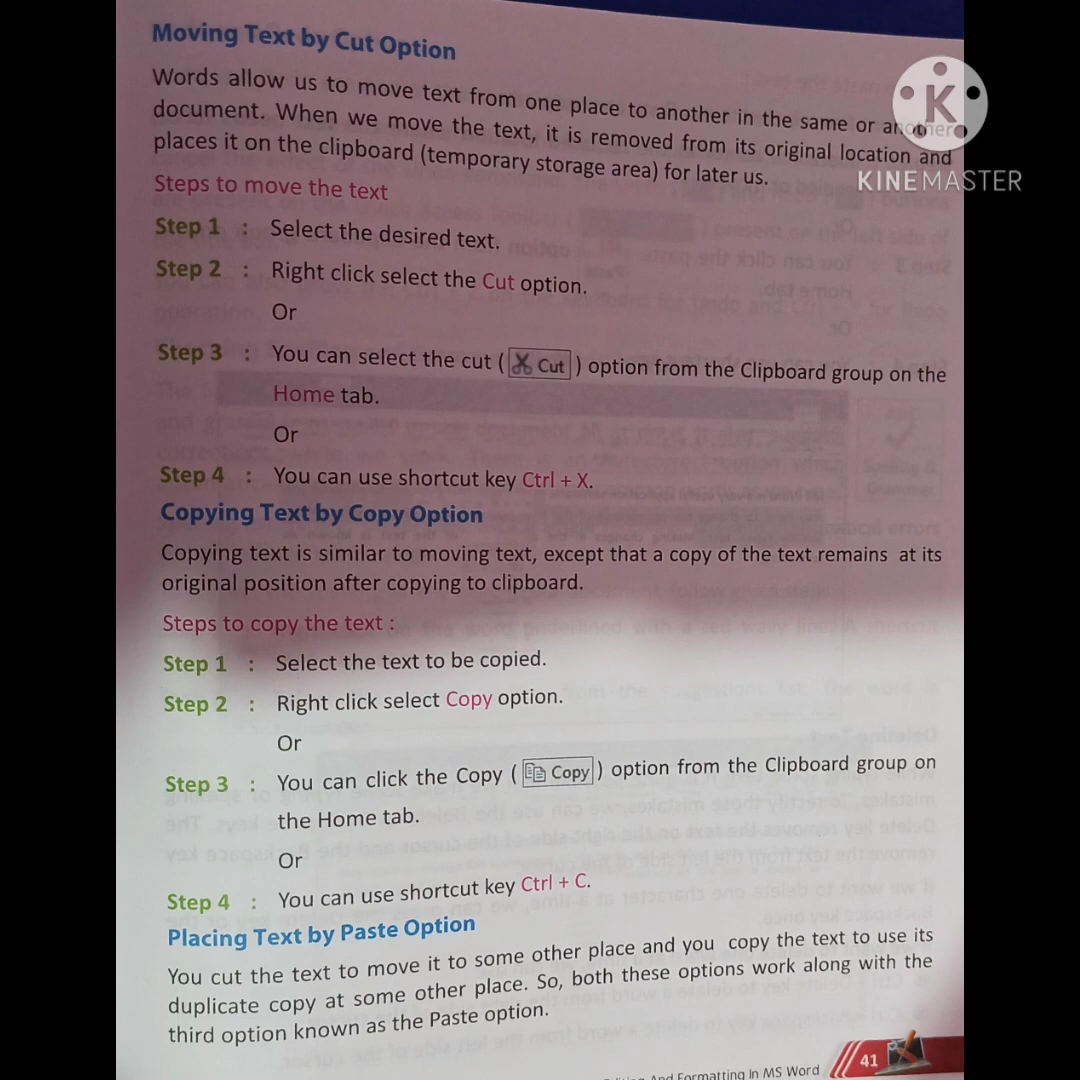 Moving Text by Cut Option
Words allow us to move text from one place to another in the same or another
document. When we move the text, it is removed from its original location and
places it on the clipboard (temporary storage area) for later us.
Steps to move the text
Step 1 : Select the desired text.
Step 2 : Right click select the Cut option.
Or
Step 3 : You can select the cut ( Cut ) option from the Clipboard group on the
Home tab.
Or
Step 4 : You can use shortcut key Ctrl + X.
Copying Text by Copy Option
Copying text is similar to moving text, except that a copy of the text remains at its
original position after copying to clipboard.
Steps to copy the text :
Step 1 : Select the text to be copied.
Step 2 : Right click select Copy option.
Or
Step 3 : You can click the Copy ( Copy ) option from the Clipboard group on
the Home tab.
Or
Step 4 : You can use shortcut key Ctrl + C.
Placing Text by Paste Option
You cut the text to move it to some other place and you copy the text to use its
duplicate copy at some other place. So, both these options work along with the
third option known as the Paste option.
And Formatting In MS Word 41
K
KINEMASTER